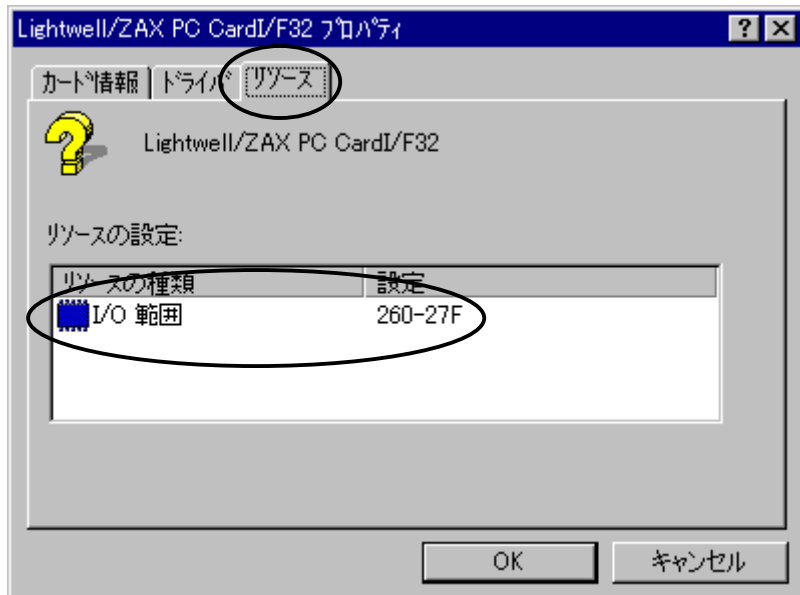 Lightwell/ZAX PC CardI/F32 プロパティ
カード情報 ドライバ リソース
Lightwell/ZAX PC CardI/F32
リソースの設定:
リソースの種類 設定
I/O 範囲 260-27F
OK キャンセル